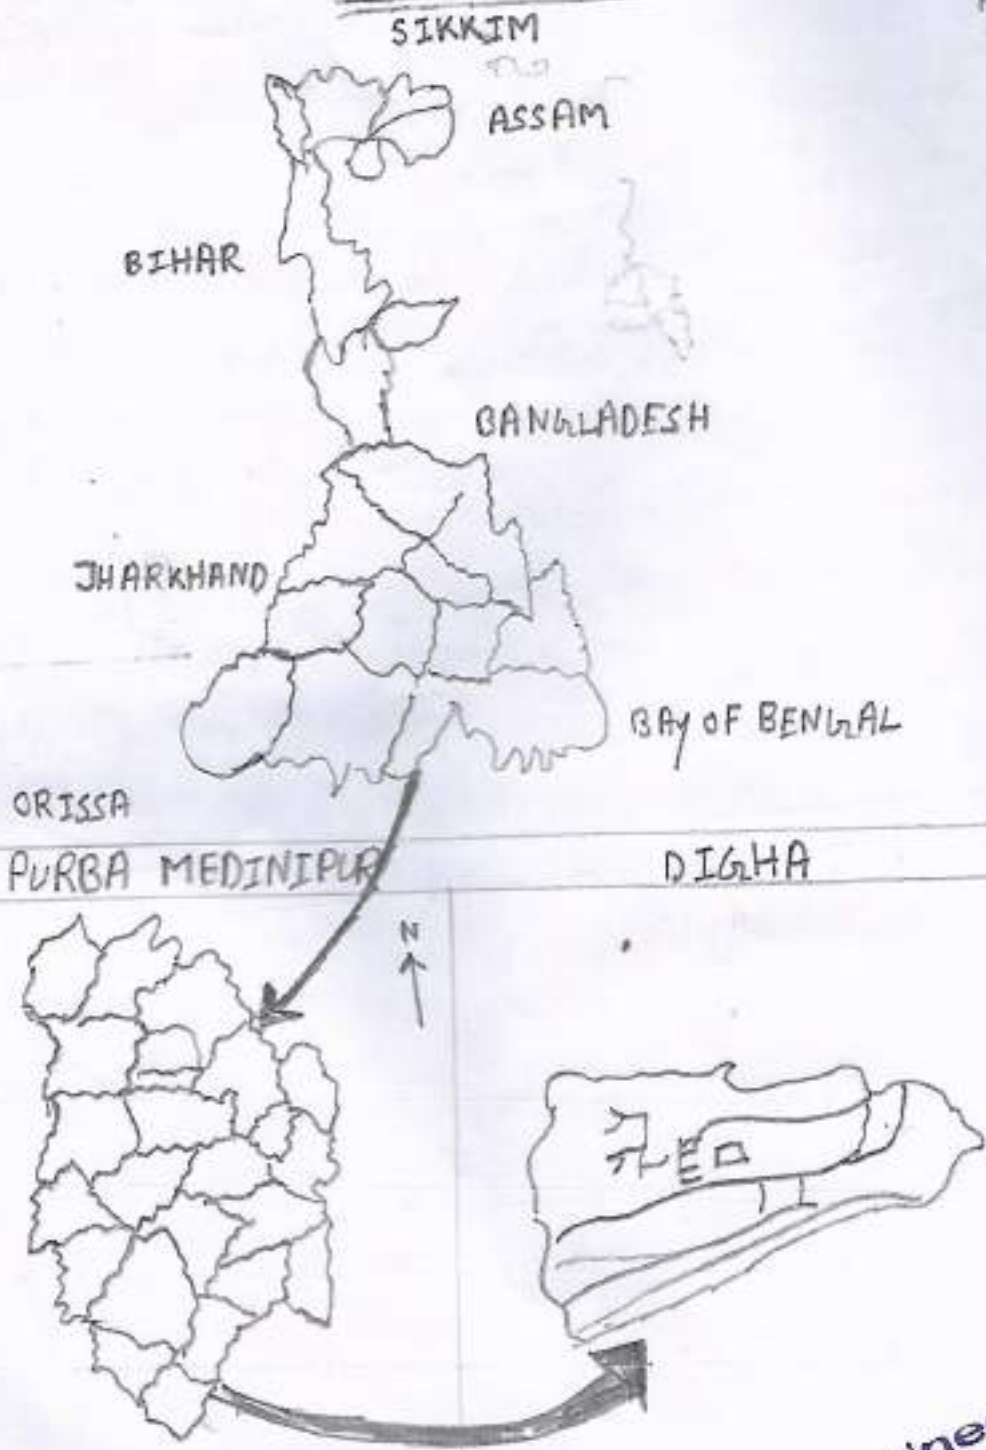 SIKKIM
ASSAM
BIHAR
BANGLADESH
JHARKHAND
BAY OF BENGAL
ORISSA
PURBA MEDINIPUR
DIGHA
N